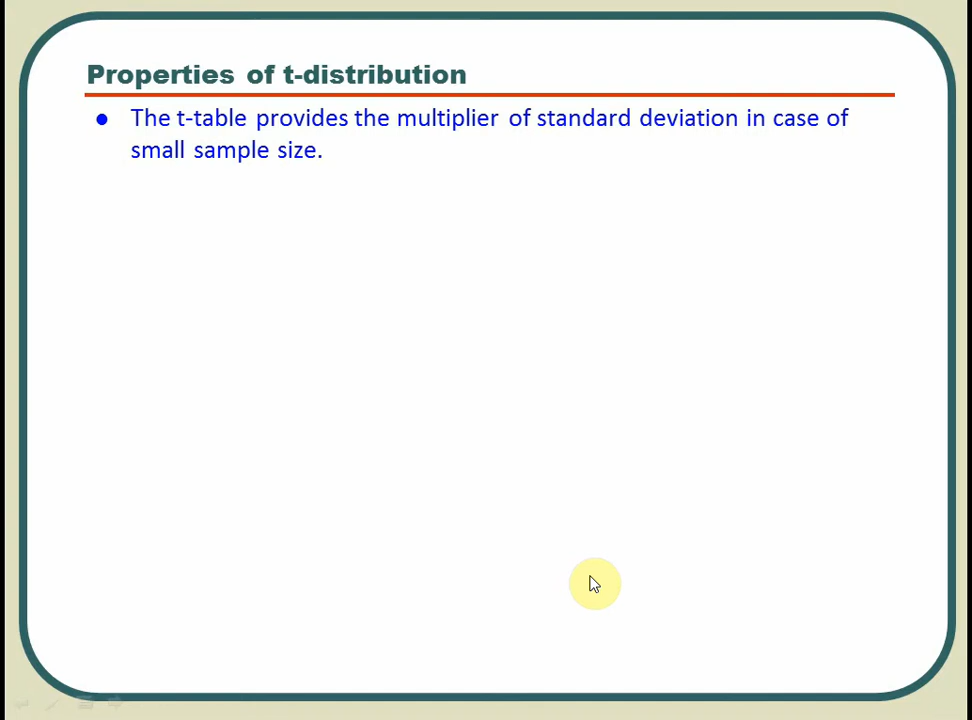 Properties of t-distribution
● The t-table provides the multiplier of standard deviation in case of
small sample size.